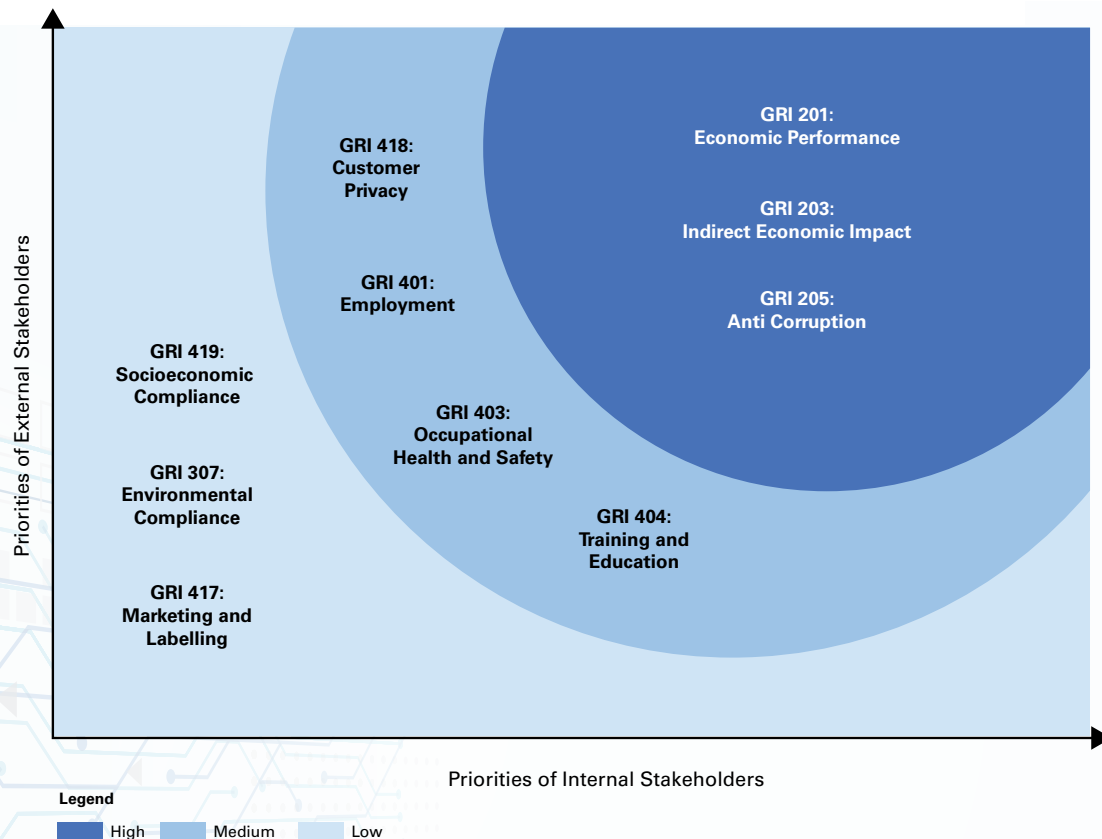 Priorities of External Stakeholders
GRI 201:
Economic Performance
GRI 418:
Customer
Privacy
GRI 203:
Indirect Economic Impact
GRI 401:
Employment
GRI 205:
Anti Corruption
GRI 419:
Socioeconomic
Compliance
GRI 403:
Occupational
Health and Safety
GRI 307:
Environmental
Compliance
GRI 404:
Training and
Education
GRI 417:
Marketing and
Labelling
Priorities of Internal Stakeholders
Legend
High
Medium
Low